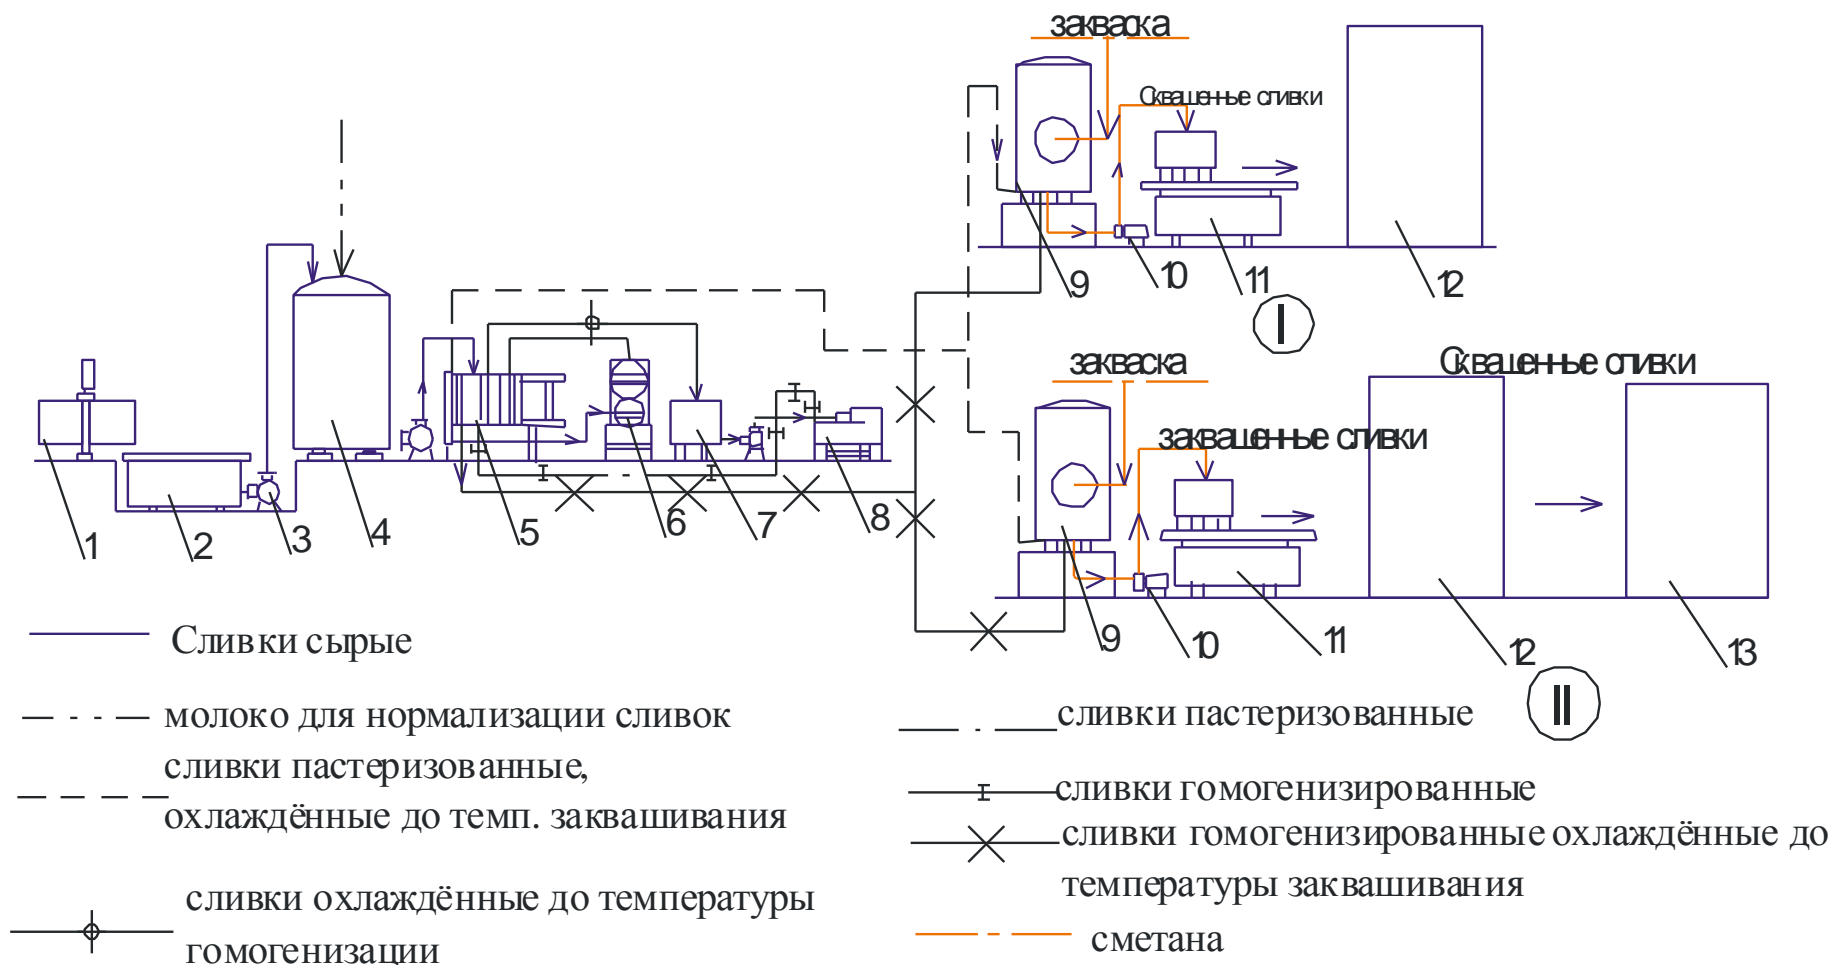 закваска
Сквашенные сливки
9
10
11
12
I
закваска
Сквашенные сливки
заквашенные сливки
1
2
3
4
5
6
7
8
9
10
11
12
13
II
Сливки сырые
молоко для нормализации сливок
сливки пастеризованные,
охлаждённые до темп. заквашивания
сливки охлаждённые до температуры
гомогенизации
сливки пастеризованные
сливки гомогенизированные
сливки гомогенизированные охлаждённые до
температуры заквашивания
сметана